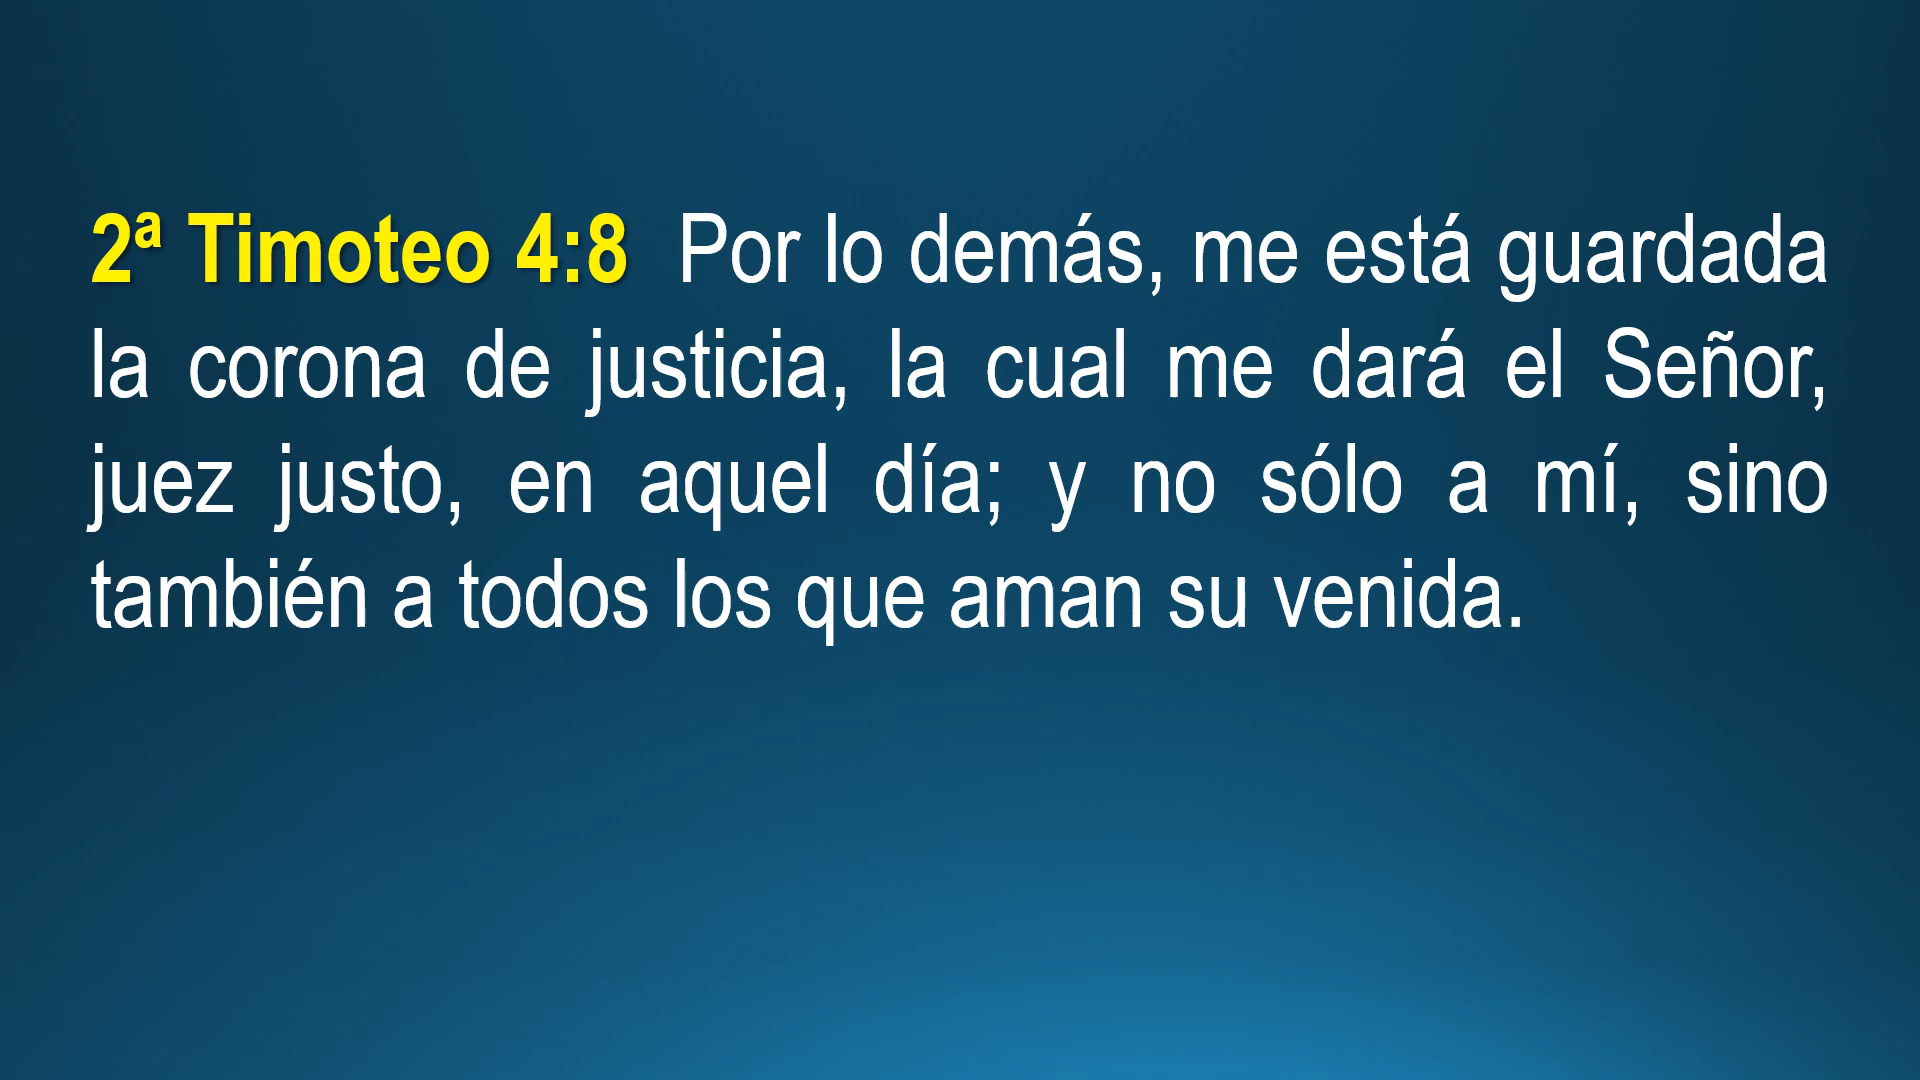 2ª Timoteo 4:8 Por lo demás, me está guardada
la corona de justicia, la cual me dará el Señor,
juez justo, en aquel día; y no sólo a mí, sino
también a todos los que aman su venida.